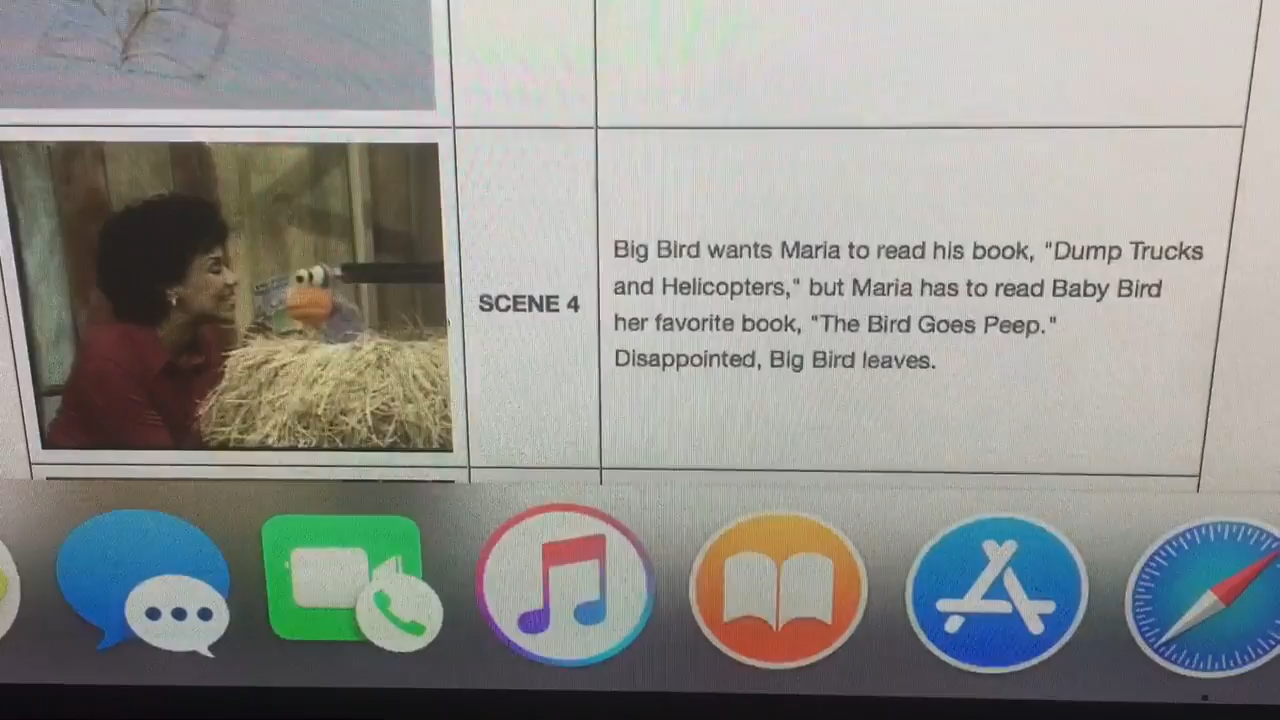 SCENE 4
Big Bird wants Maria to read his book, "Dump Trucks
and Helicopters," but Maria has to read Baby Bird
her favorite book, "The Bird Goes Peep."
Disappointed, Big Bird leaves.